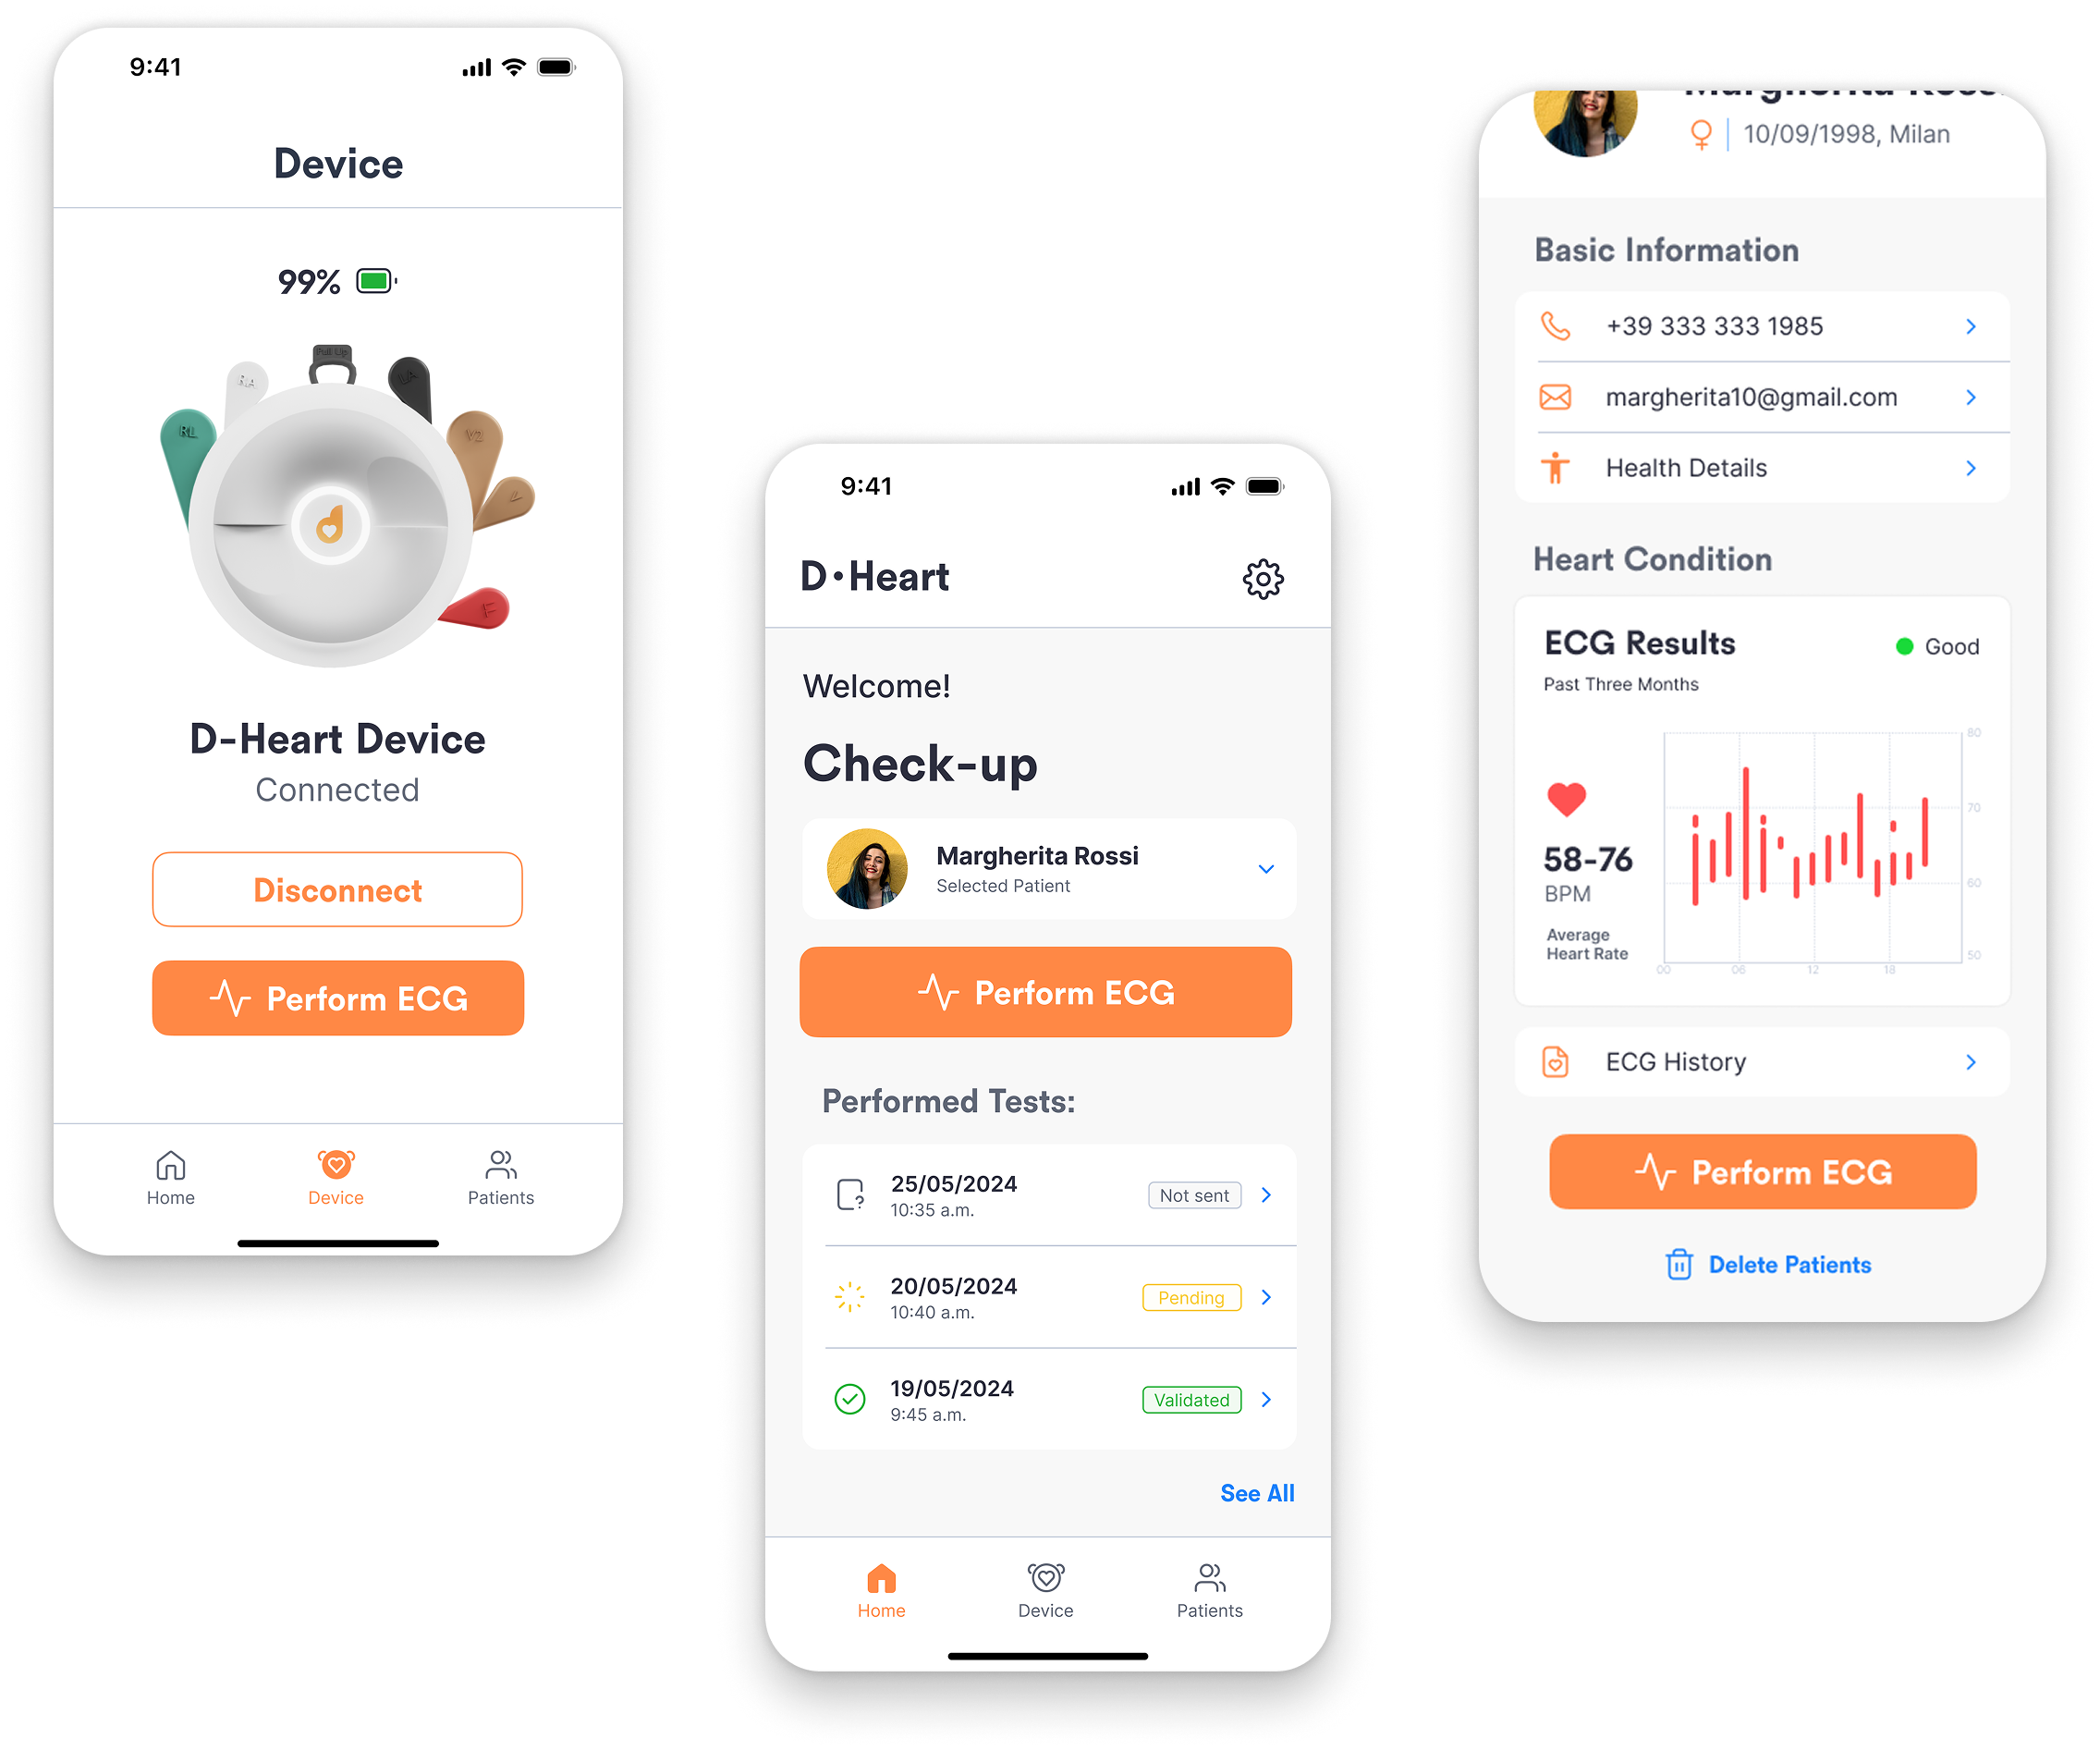 9:41
Device
99%
Pull Up
RA
LA
RL
V2
D-Heart Device
Connected
Disconnect
Perform ECG
Home
Device
Patients
9:41
D·Heart
Welcome!
Check-up
Margherita Rossi
Selected Patient
Perform ECG
Performed Tests:
25/05/2024
10:35 a.m.
Not sent
20/05/2024
10:40 a.m.
Pending
19/05/2024
9:45 a.m.
Validated
See All
Home
Device
Patients
Margherita Rossi
10/09/1998, Milan
Basic Information
+39 333 333 1985
margherita10@gmail.com
Health Details
Heart Condition
ECG Results
Good
Past Three Months
80
70
60
50
58-76
BPM
Average
Heart Rate
00 06 12 18
ECG History
Perform ECG
Delete Patients